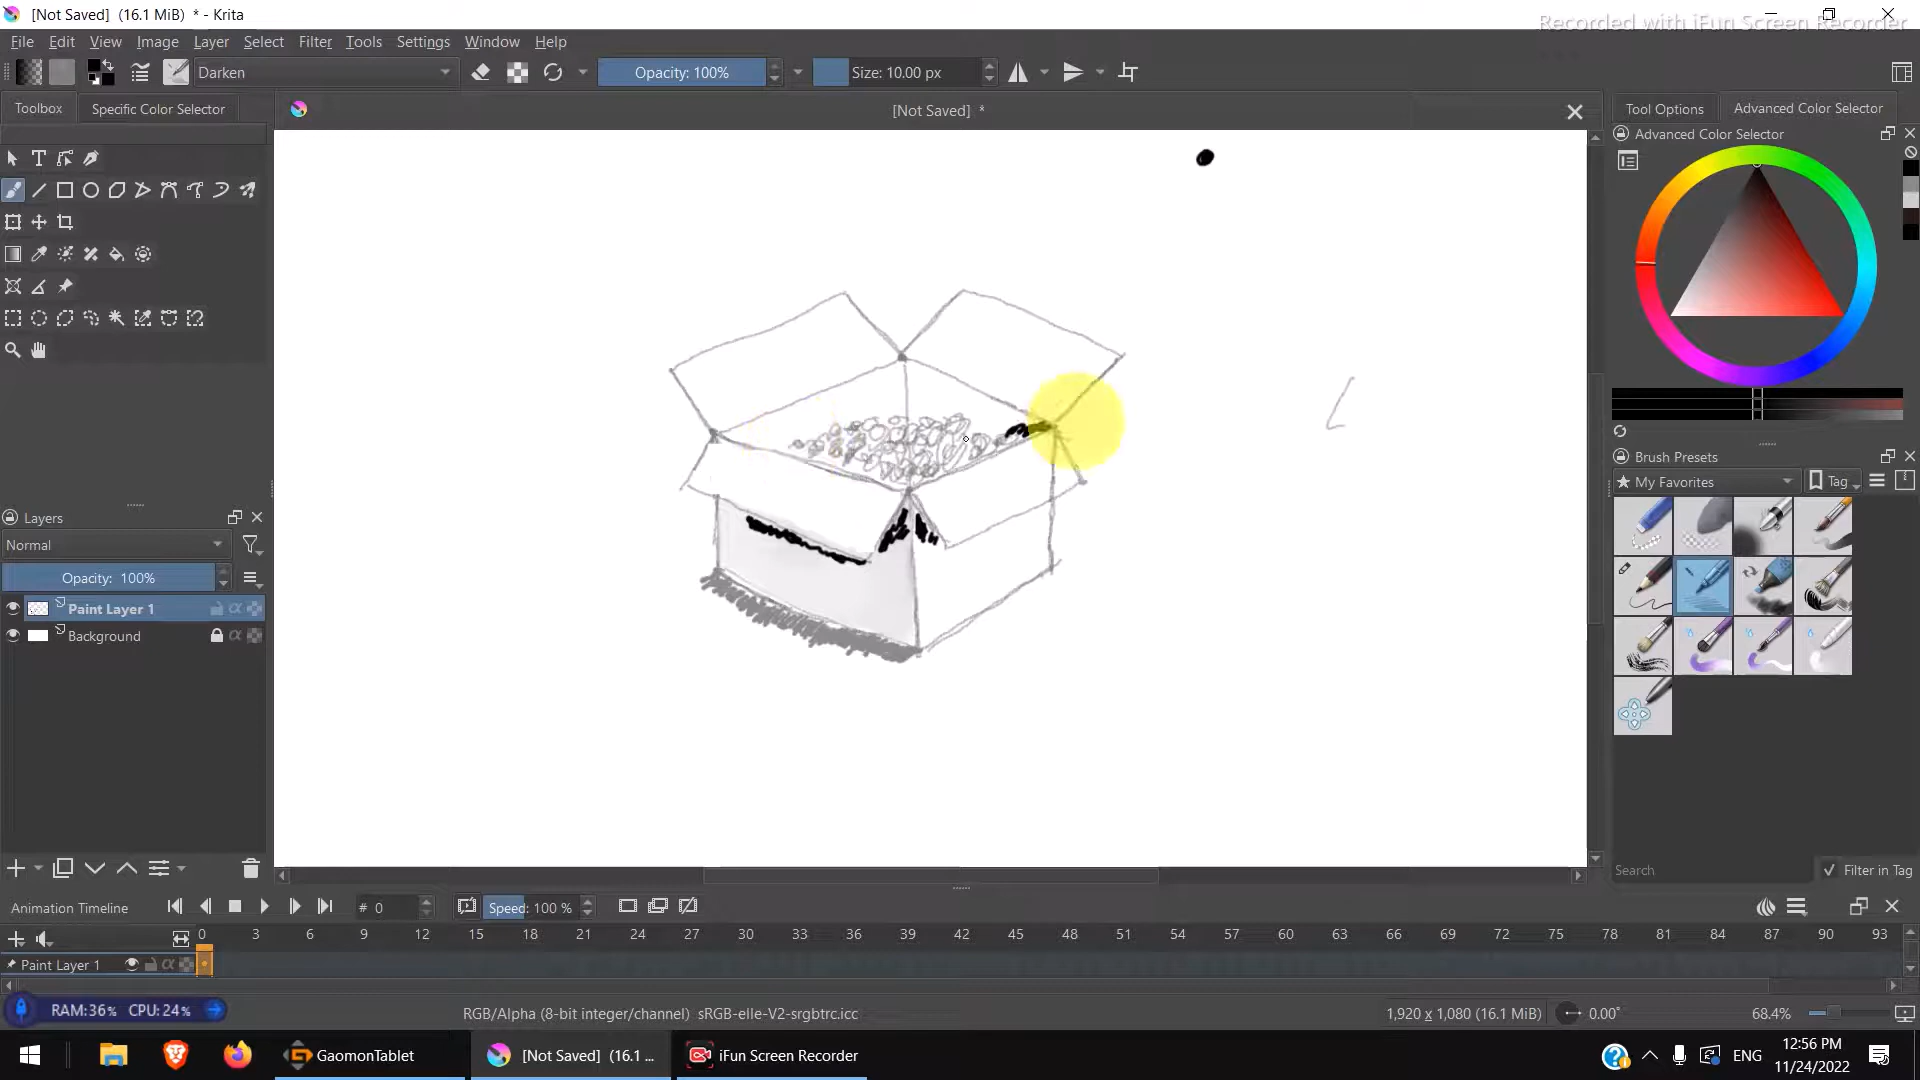 [Not Saved] (16.1 MiB) * - Krita
Recorded with iFun Screen Recorder
File Edit View Image Layer Select Filter Tools Settings Window Help
Darken
Opacity: 100%
Size: 10.00 px
Toolbox
Specific Color Selector
[Not Saved] *
Tool Options
Advanced Color Selector
Advanced Color Selector
Brush Presets
My Favorites
Tag
Layers
Normal
Opacity: 100%
Paint Layer 1
Background
Search
Filter in Tag
Animation Timeline
# 0
Speed: 100 %
0 3 6 9 12 15 18 21 24 27 30 33 36 39 42 45 48 51 54 57 60 63 66 69 72 75 78 81 84 87 90 93
Paint Layer 1
RAM:36% CPU:24%
RGB/Alpha (8-bit integer/channel) sRGB-elle-V2-srgbtrc.icc
1,920 x 1,080 (16.1 MiB)
0.00°
68.4%
GaomonTablet
[Not Saved] (16.1 ...
iFun Screen Recorder
ENG
12:56 PM
11/24/2022